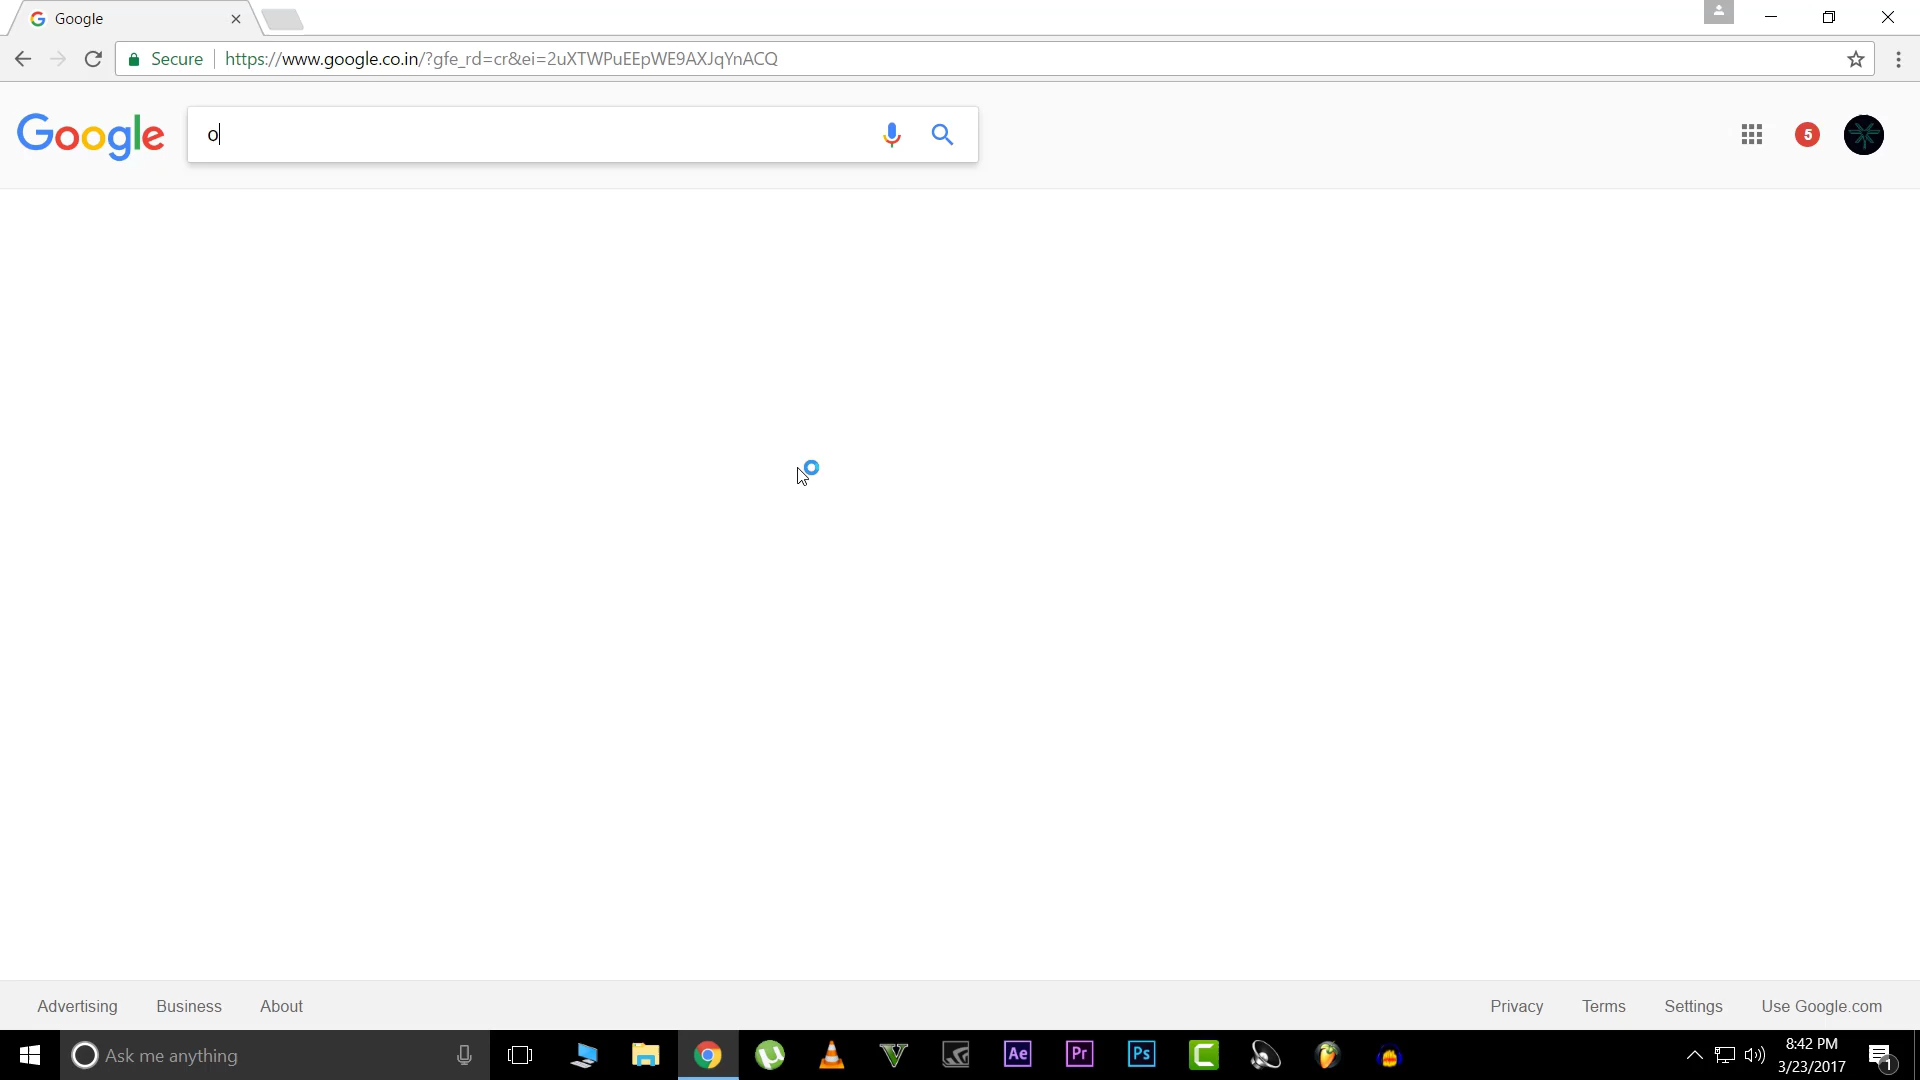 Google
Secure https://www.google.co.in/?gfe_rd=cr&ei=2uXTWPuEEpWE9AXJqYnACQ
Google o 5
Advertising Business About Privacy Terms Settings Use Google.com
Ask me anything Ae Pr Ps 8:42 PM
3/23/2017 1